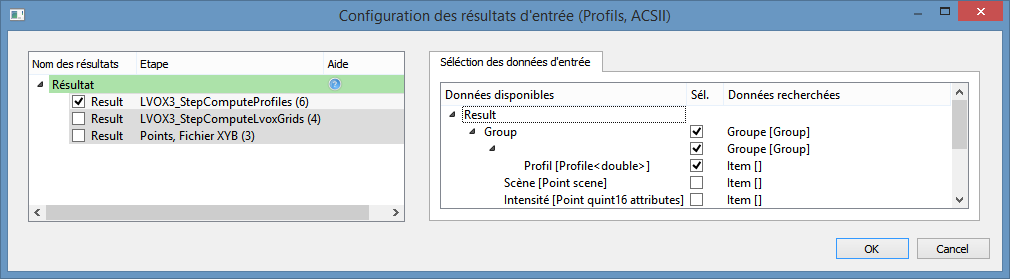 Configuration des résultats d'entrée (Profils, ACSII)
Nom des résultats Etape Aide
Résultat
Result LVOX3_StepComputeProfiles (6)
Result LVOX3_StepComputeLvoxGrids (4)
Result Points, Fichier XYB (3)
Séléction des données d'entrée
Données disponibles Sél. Données recherchées
Result
Group Groupe [Group]
Groupe [Group]
Profil [Profile<double>] Item []
Scène [Point scene] Item []
Intensité [Point quint16 attributes] Item []
OK Cancel